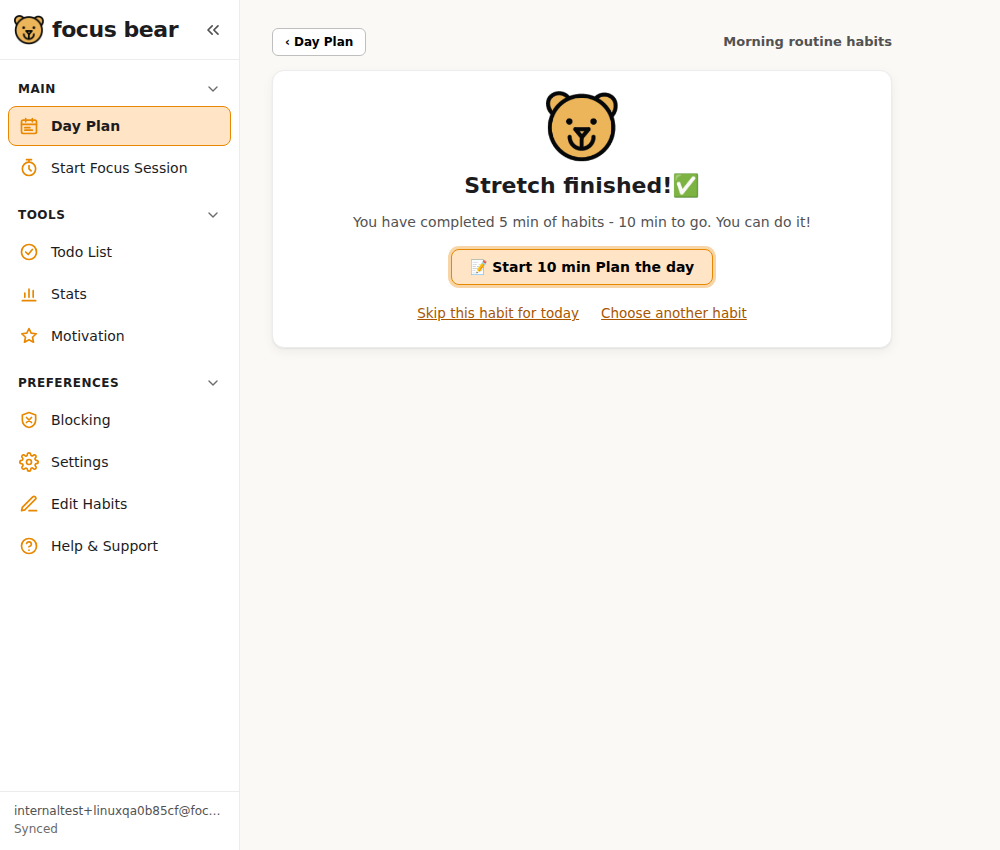 focus bear
MAIN
Day Plan
Start Focus Session
TOOLS
Todo List
Stats
Motivation
PREFERENCES
Blocking
Settings
Edit Habits
Help & Support
internaltest+linuxqa0b85cf@foc...
Synced
‹ Day Plan
Morning routine habits
Stretch finished!✅
You have completed 5 min of habits - 10 min to go. You can do it!
📝 Start 10 min Plan the day
Skip this habit for today
Choose another habit